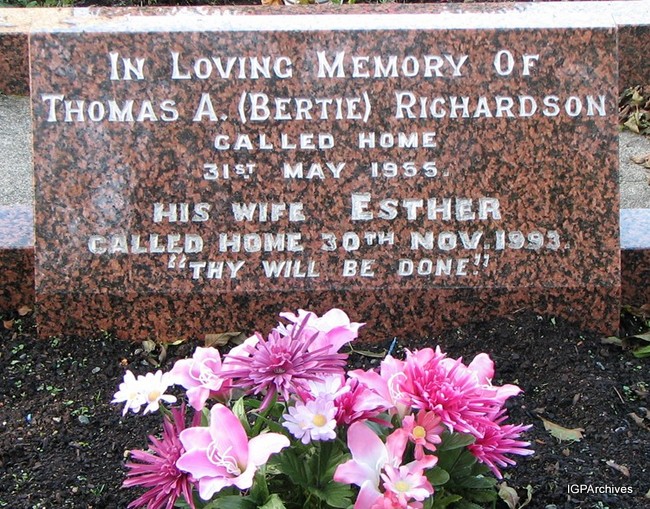 In Loving Memory Of
Thomas A. (Bertie) Richardson
CALLED HOME
31ST MAY 1955.
HIS WIFE ESTHER
CALLED HOME 30TH NOV. 1993.
"THY WILL BE DONE."
IGPArchives